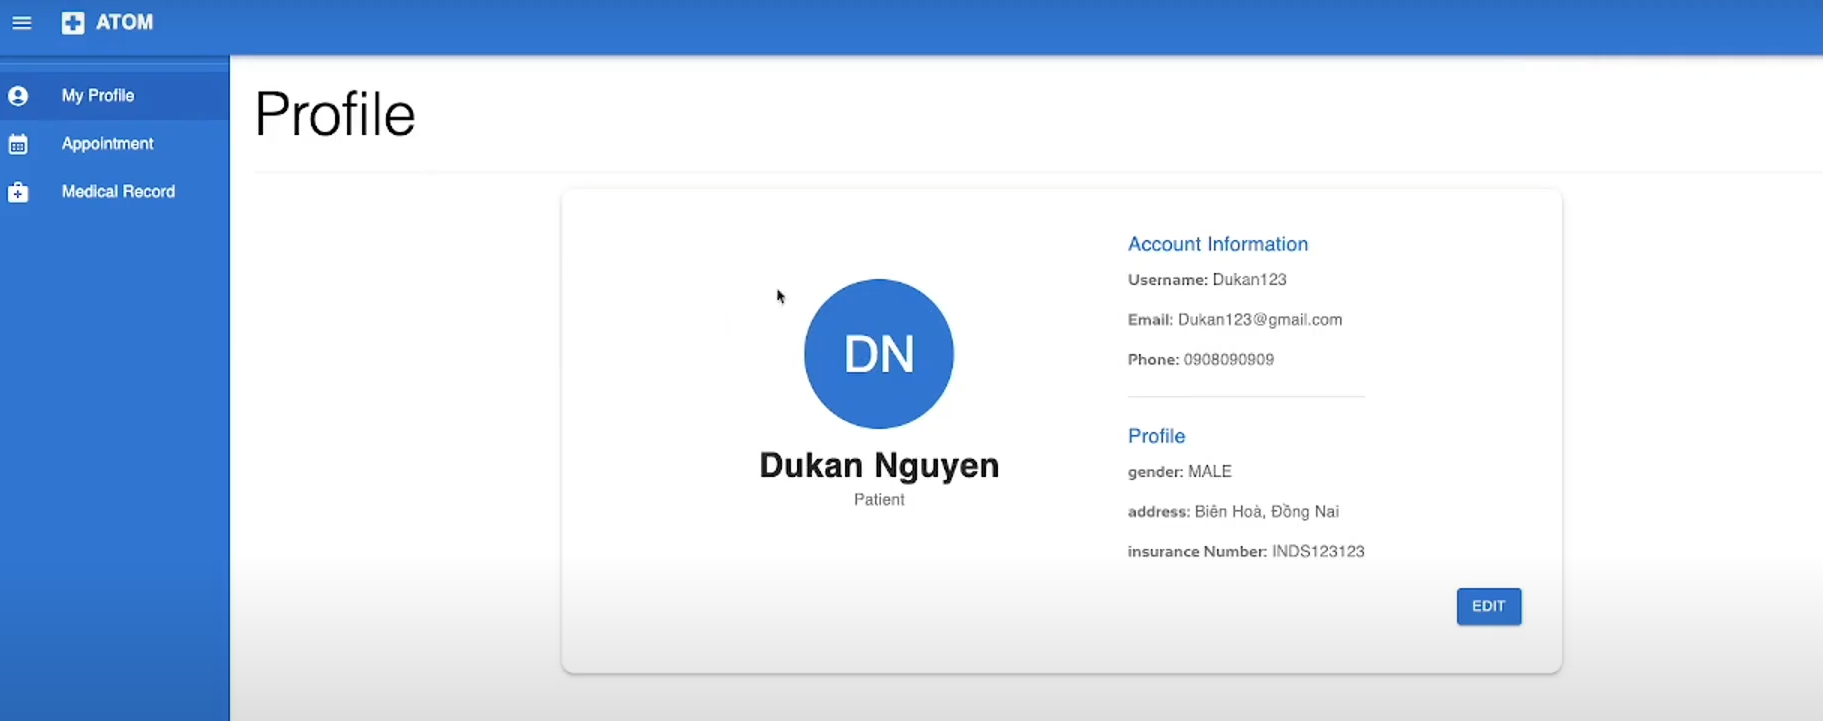 ATOM
My Profile
Appointment
Medical Record
Profile
DN
Dukan Nguyen
Patient
Account Information
Username: Dukan123
Email: Dukan123@gmail.com
Phone: 0908090909
Profile
gender: MALE
address: Biên Hoà, Đồng Nai
insurance Number: INDS123123
EDIT